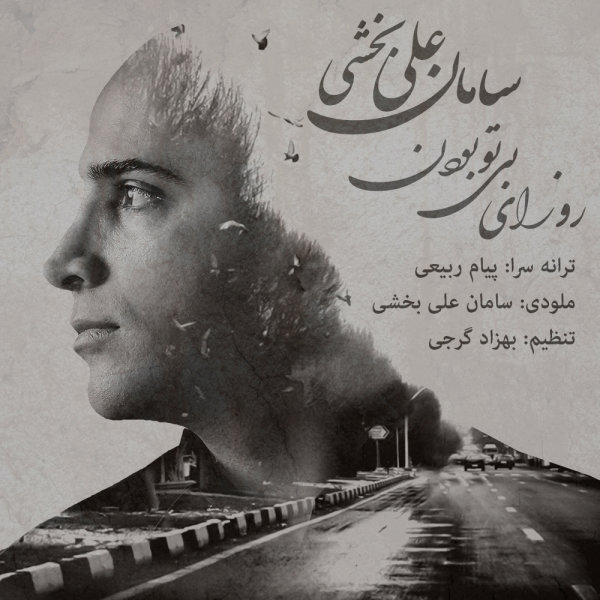 سامان علی بخشی
روزای بی تو بودن
ترانه سرا: پیام ربیعی
ملودی: سامان علی بخشی
تنظیم: بهزاد گرجی